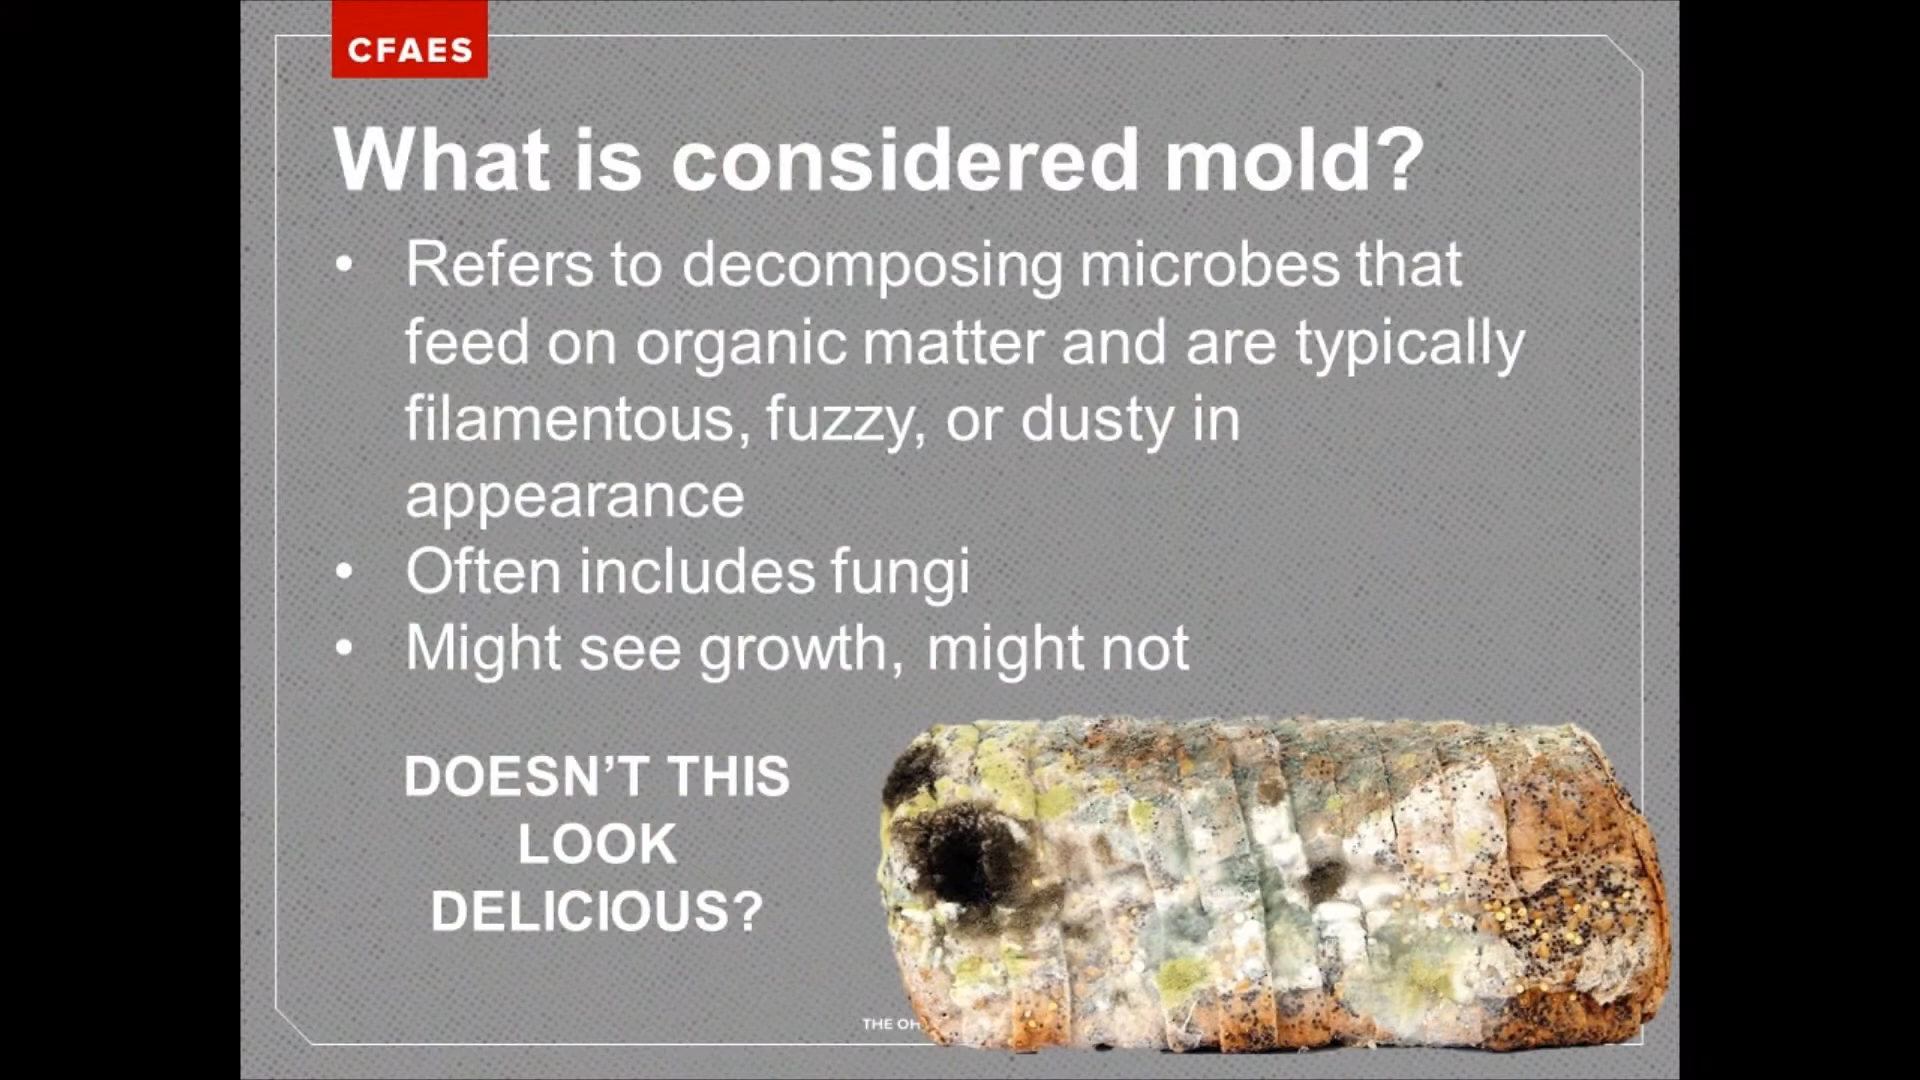 CFAES
What is considered mold?
• Refers to decomposing microbes that
feed on organic matter and are typically
filamentous, fuzzy, or dusty in
appearance
• Often includes fungi
• Might see growth, might not
DOESN’T THIS
LOOK
DELICIOUS?
THE